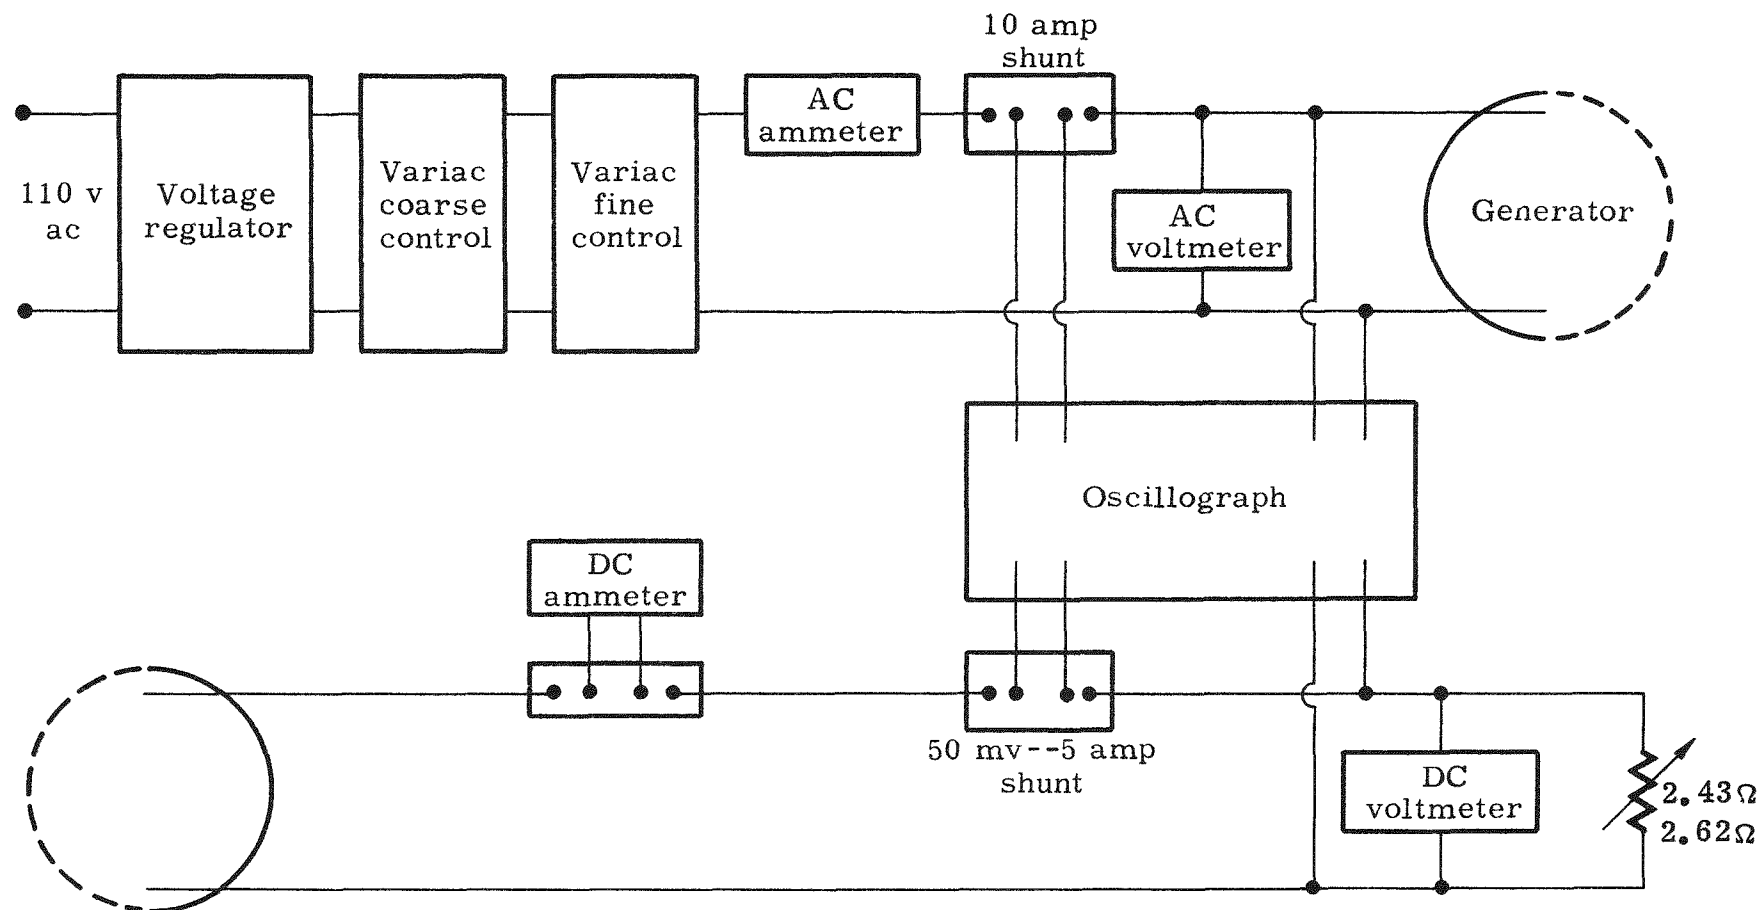 10 amp
shunt
110 v
ac
Voltage
regulator
Variac
coarse
control
Variac
fine
control
AC
ammeter
AC
voltmeter
Generator
Oscillograph
DC
ammeter
50 mv--5 amp
shunt
DC
voltmeter
2.43Ω
2.62Ω